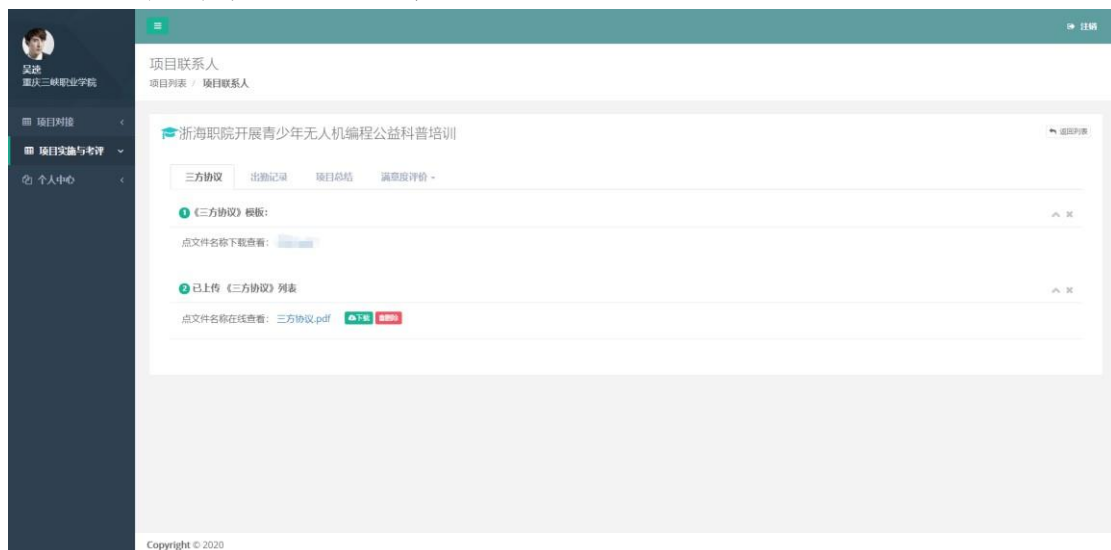 注销
吴迪
重庆三峡职业学院
项目联系人
项目列表 / 项目联系人
项目对接
项目实施与考评
个人中心
浙海职院开展青少年无人机编程公益科普培训
返回列表
三方协议 出勤记录 项目总结 满意度评价
1 《三方协议》模版：
点文件名称下载查看：
2 已上传 《三方协议》列表
点文件名称在线查看： 三方协议.pdf 下载 删除
Copyright © 2020